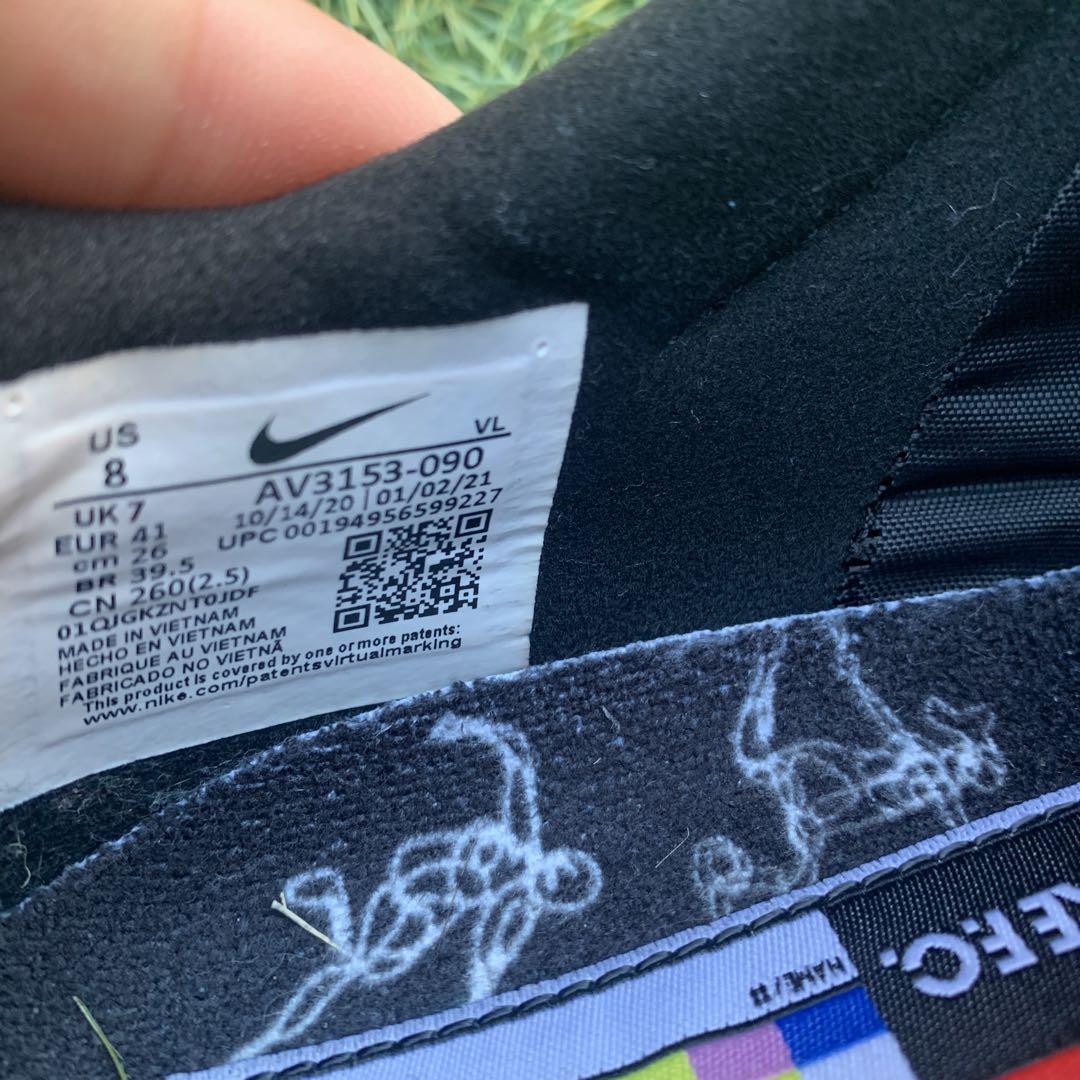 US
8
UK 7
EUR 41
cm 26
BR 39.5
CN 260(2.5)
VL
AV3153-090
10/14/20 | 01/02/21
UPC 00194956599227
01QJGKZNT0JDF
MADE IN VIETNAM
HECHO EN VIETNAM
FABRIQUE AU VIETNAM
FABRICADO NO VIETNÃ
This product is covered by one or more patents:
www.nike.com/patentsvirtualmarking
NAME/#
F.C.